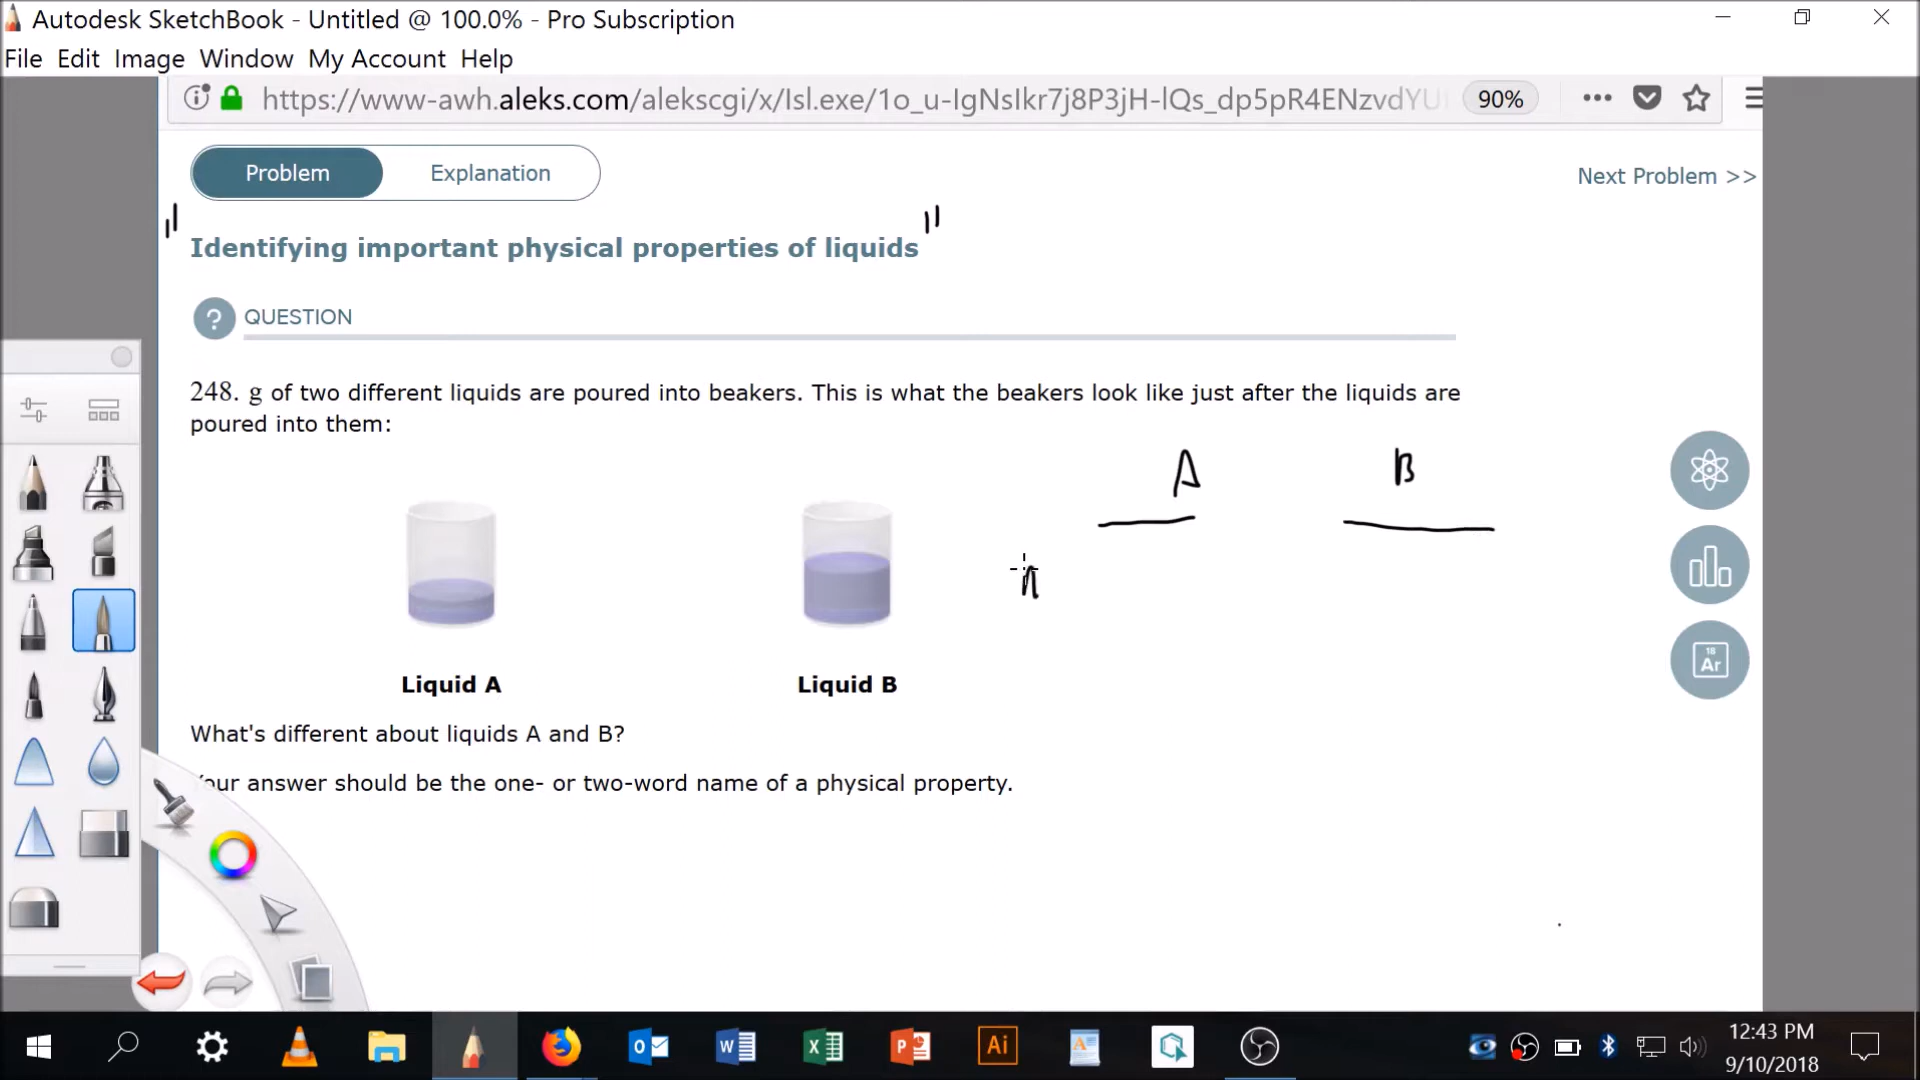 Autodesk SketchBook - Untitled @ 100.0% - Pro Subscription
File Edit Image Window My Account Help
https://www-awh.aleks.com/alekscgi/x/Isl.exe/1o_u-IgNsIkr7j8P3jH-lQs_dp5pR4ENzvdYU
90%
Problem
Explanation
Next Problem >>
" "
Identifying important physical properties of liquids
? QUESTION
248. g of two different liquids are poured into beakers. This is what the beakers look like just after the liquids are
poured into them:
A B
Liquid A
Liquid B
18
Ar
What's different about liquids A and B?
Your answer should be the one- or two-word name of a physical property.
12:43 PM
9/10/2018